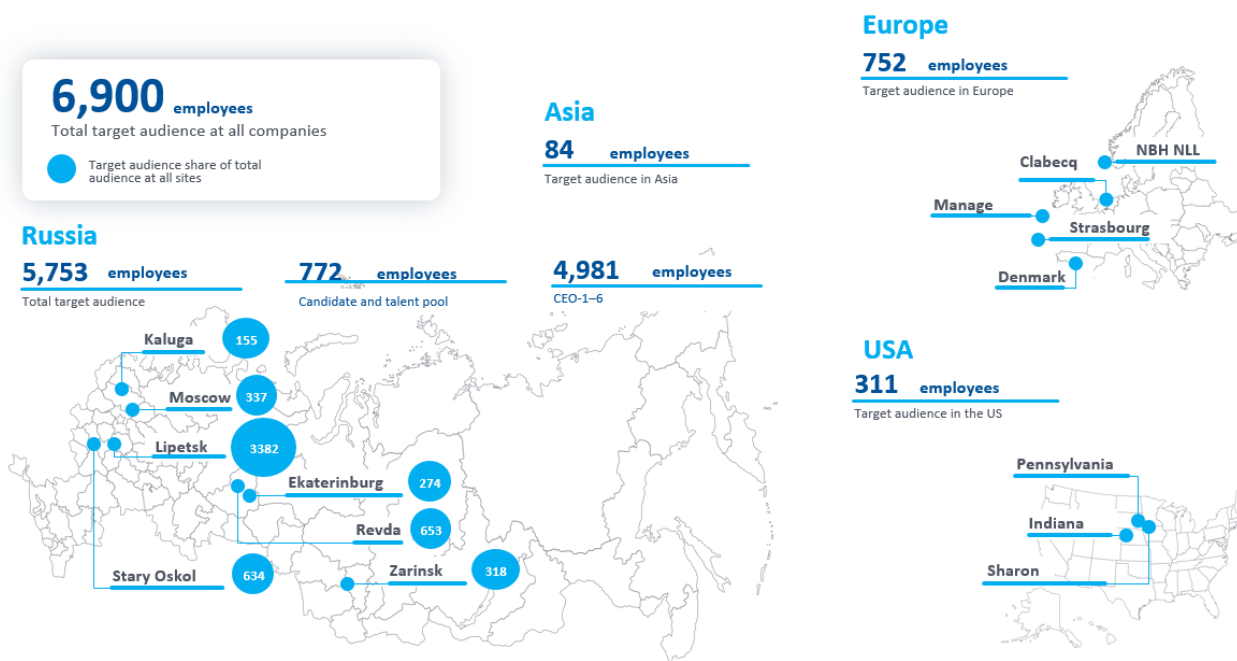 6,900 employees
Total target audience at all companies
Target audience share of total
audience at all sites
Asia
84 employees
Target audience in Asia
Europe
752 employees
Target audience in Europe
NBH NLL
Clabecq
Manage
Strasbourg
Denmark
Russia
5,753 employees
Total target audience
772 employees
Candidate and talent pool
4,981 employees
CEO-1–6
Kaluga 155
Moscow 337
Lipetsk 3382
Ekaterinburg 274
Revda 653
Stary Oskol 634
Zarinsk 318
USA
311 employees
Target audience in the US
Pennsylvania
Indiana
Sharon